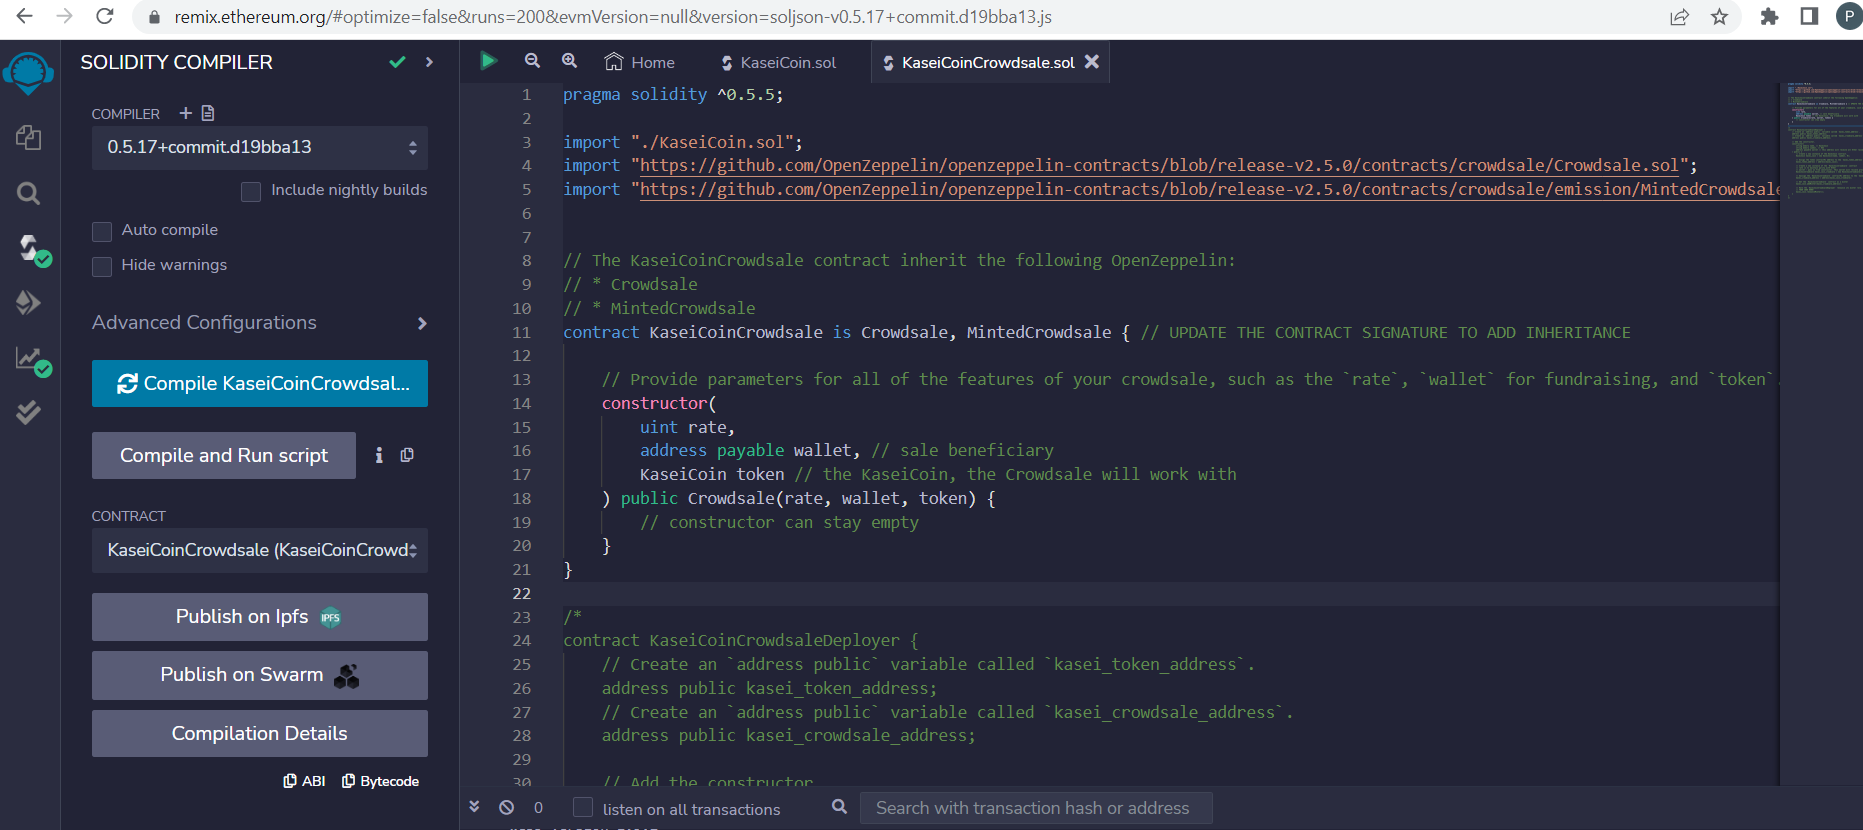 remix.ethereum.org/#optimize=false&runs=200&evmVersion=null&version=soljson-v0.5.17+commit.d19bba13.js
P
SOLIDITY COMPILER
COMPILER
0.5.17+commit.d19bba13
Include nightly builds
Auto compile
Hide warnings
Advanced Configurations
Compile KaseiCoinCrowdsal...
Compile and Run script
CONTRACT
KaseiCoinCrowdsale (KaseiCoinCrowd
Publish on Ipfs IPFS
Publish on Swarm
Compilation Details
ABI Bytecode
Home KaseiCoin.sol KaseiCoinCrowdsale.sol
1 pragma solidity ^0.5.5;
2
3 import "./KaseiCoin.sol";
4 import "https://github.com/OpenZeppelin/openzeppelin-contracts/blob/release-v2.5.0/contracts/crowdsale/Crowdsale.sol";
5 import "https://github.com/OpenZeppelin/openzeppelin-contracts/blob/release-v2.5.0/contracts/crowdsale/emission/MintedCrowdsale
6
7
8 // The KaseiCoinCrowdsale contract inherit the following OpenZeppelin:
9 // * Crowdsale
10 // * MintedCrowdsale
11 contract KaseiCoinCrowdsale is Crowdsale, MintedCrowdsale { // UPDATE THE CONTRACT SIGNATURE TO ADD INHERITANCE
12
13 // Provide parameters for all of the features of your crowdsale, such as the `rate`, `wallet` for fundraising, and `token`.
14 constructor(
15 uint rate,
16 address payable wallet, // sale beneficiary
17 KaseiCoin token // the KaseiCoin, the Crowdsale will work with
18 ) public Crowdsale(rate, wallet, token) {
19 // constructor can stay empty
20 }
21 }
22
23 /*
24 contract KaseiCoinCrowdsaleDeployer {
25 // Create an `address public` variable called `kasei_token_address`.
26 address public kasei_token_address;
27 // Create an `address public` variable called `kasei_crowdsale_address`.
28 address public kasei_crowdsale_address;
29
30 // Add the constructor
0 listen on all transactions Search with transaction hash or address